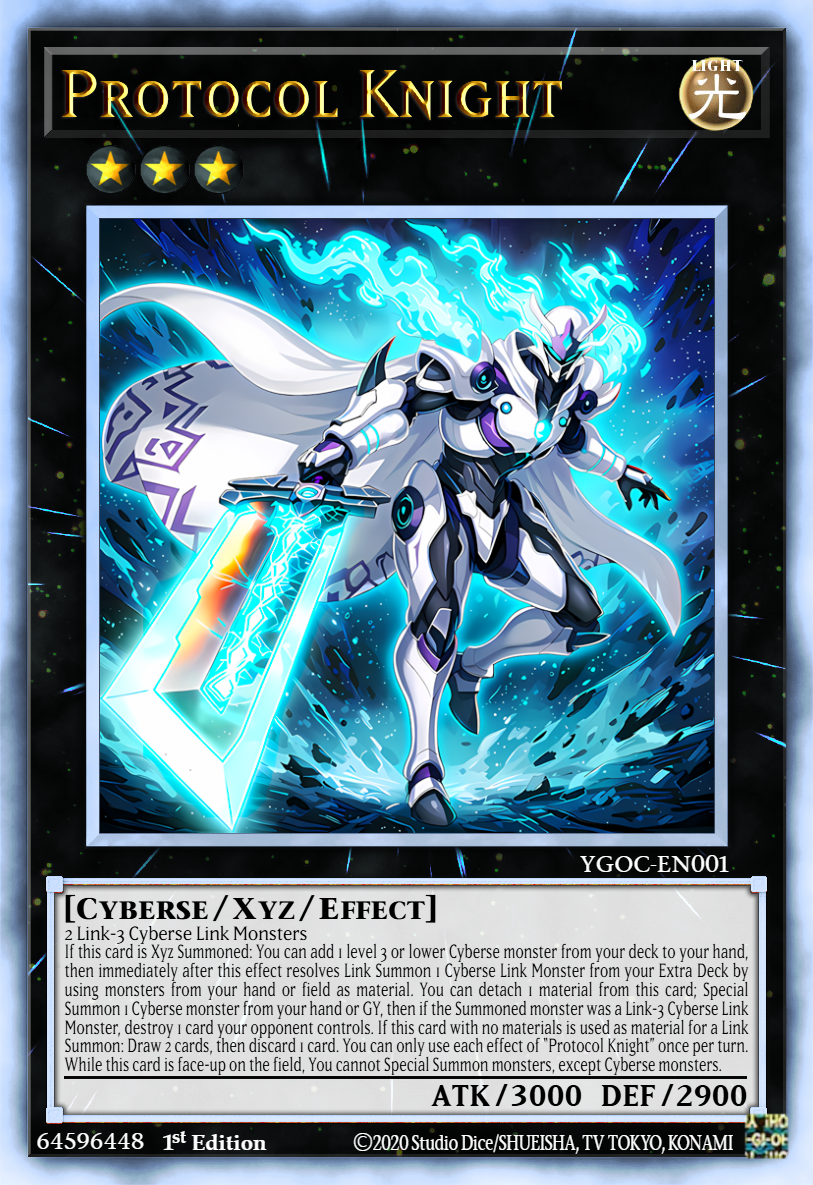 PROTOCOL KNIGHT
LIGHT
光
YGOC-EN001
[CYBERSE/XYZ/EFFECT]
2 Link-3 Cyberse Link Monsters
If this card is Xyz Summoned: You can add 1 level 3 or lower Cyberse monster from your deck to your hand,
then immediately after this effect resolves Link Summon 1 Cyberse Link Monster from your Extra Deck by
using monsters from your hand or field as material. You can detach 1 material from this card; Special
Summon 1 Cyberse monster from your hand or GY, then if the Summoned monster was a Link-3 Cyberse Link
Monster, destroy 1 card your opponent controls. If this card with no materials is used as material for a Link
Summon: Draw 2 cards, then discard 1 card. You can only use each effect of "Protocol Knight" once per turn.
While this card is face-up on the field, You cannot Special Summon monsters, except Cyberse monsters.
ATK/3000 DEF/2900
64596448 1st Edition ©2020 Studio Dice/SHUEISHA, TV TOKYO, KONAMI